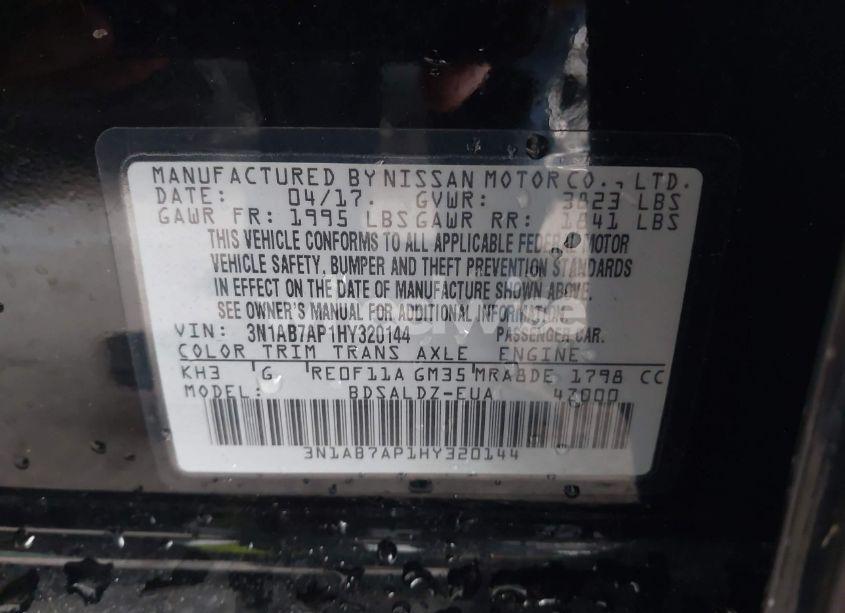 MANUFACTURED BY NISSAN MOTOR CO., LTD.
DATE: 04/17. GVWR: 3823 LBS
GAWR FR: 1995 LBS GAWR RR: 1841 LBS
THIS VEHICLE CONFORMS TO ALL APPLICABLE FEDERAL MOTOR
VEHICLE SAFETY, BUMPER AND THEFT PREVENTION STANDARDS
IN EFFECT ON THE DATE OF MANUFACTURE SHOWN ABOVE.
SEE OWNER'S MANUAL FOR ADDITIONAL INFORMATION.
VIN: 3N1AB7AP1HY320144 PASSENGER CAR.
COLOR TRIM TRANS AXLE ENGINE
KH3 G RE0F11A GM35 MRA8DE 1798 CC
MODEL: BDSALDZ-EUA 4Z000
3N1AB7AP1HY320144